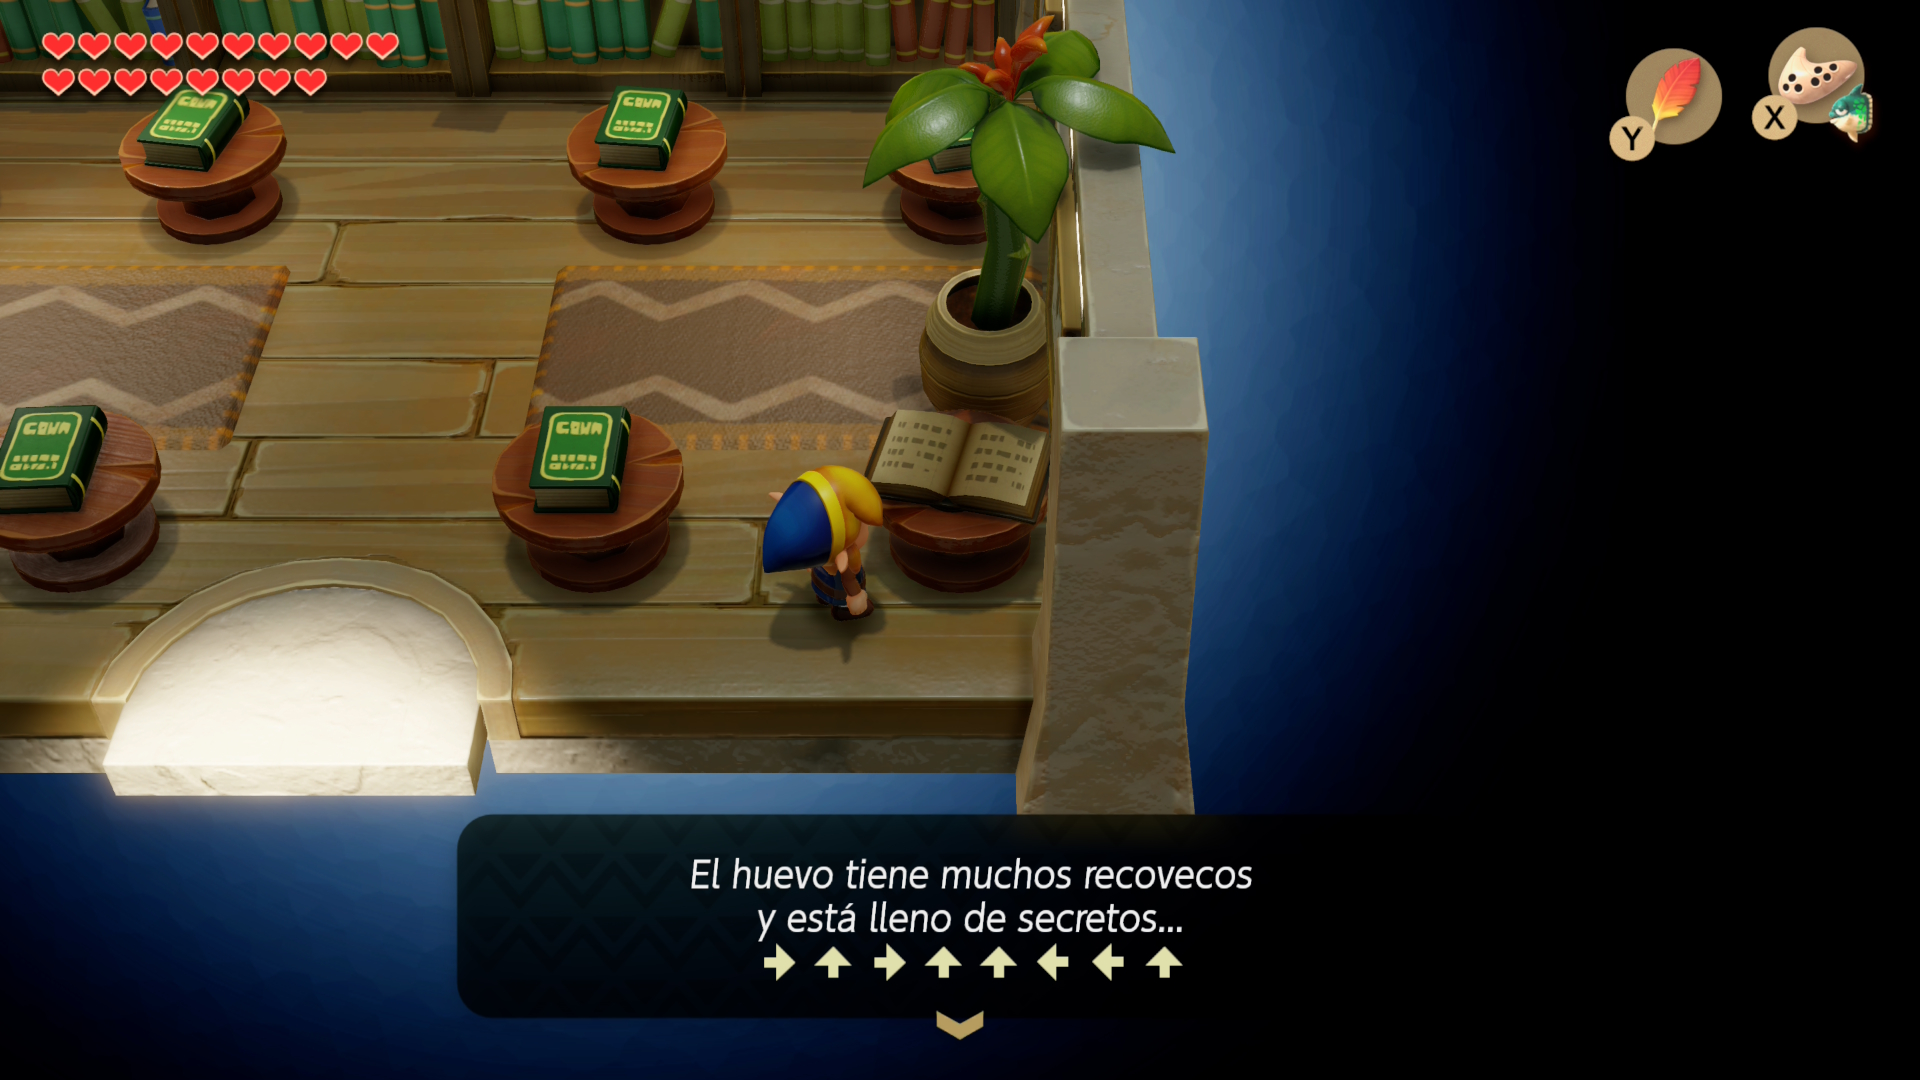 Y
X
El huevo tiene muchos recovecos
y está lleno de secretos...
→ ↑ → ↑ ↑ ← ← ↑